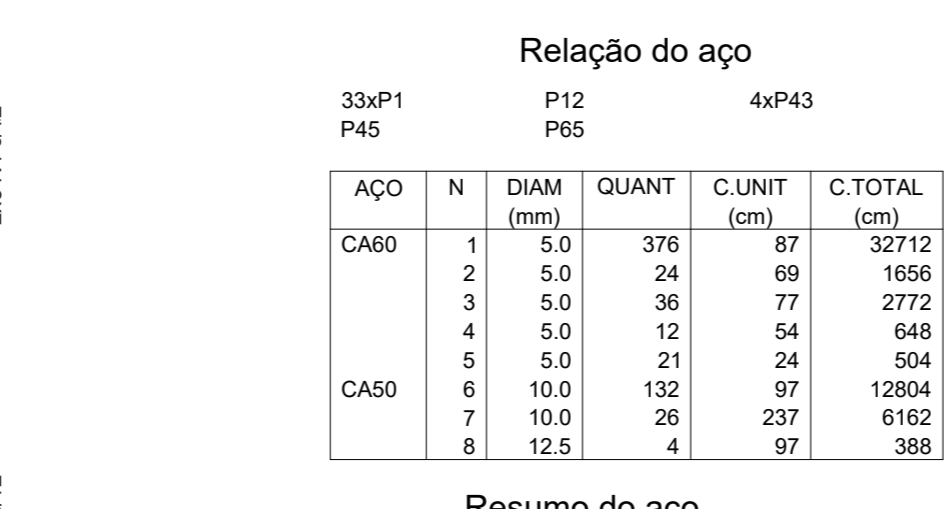 Relação do aço
33xP1 P12 4xP43
P45 P65
AÇO N DIAM QUANT C.UNIT C.TOTAL
(mm) (cm) (cm)
CA60 1 5.0 376 87 32712
2 5.0 24 69 1656
3 5.0 36 77 2772
4 5.0 12 54 648
5 5.0 21 24 504
CA50 6 10.0 132 97 12804
7 10.0 26 237 6162
8 12.5 4 97 388
Resumo do aço